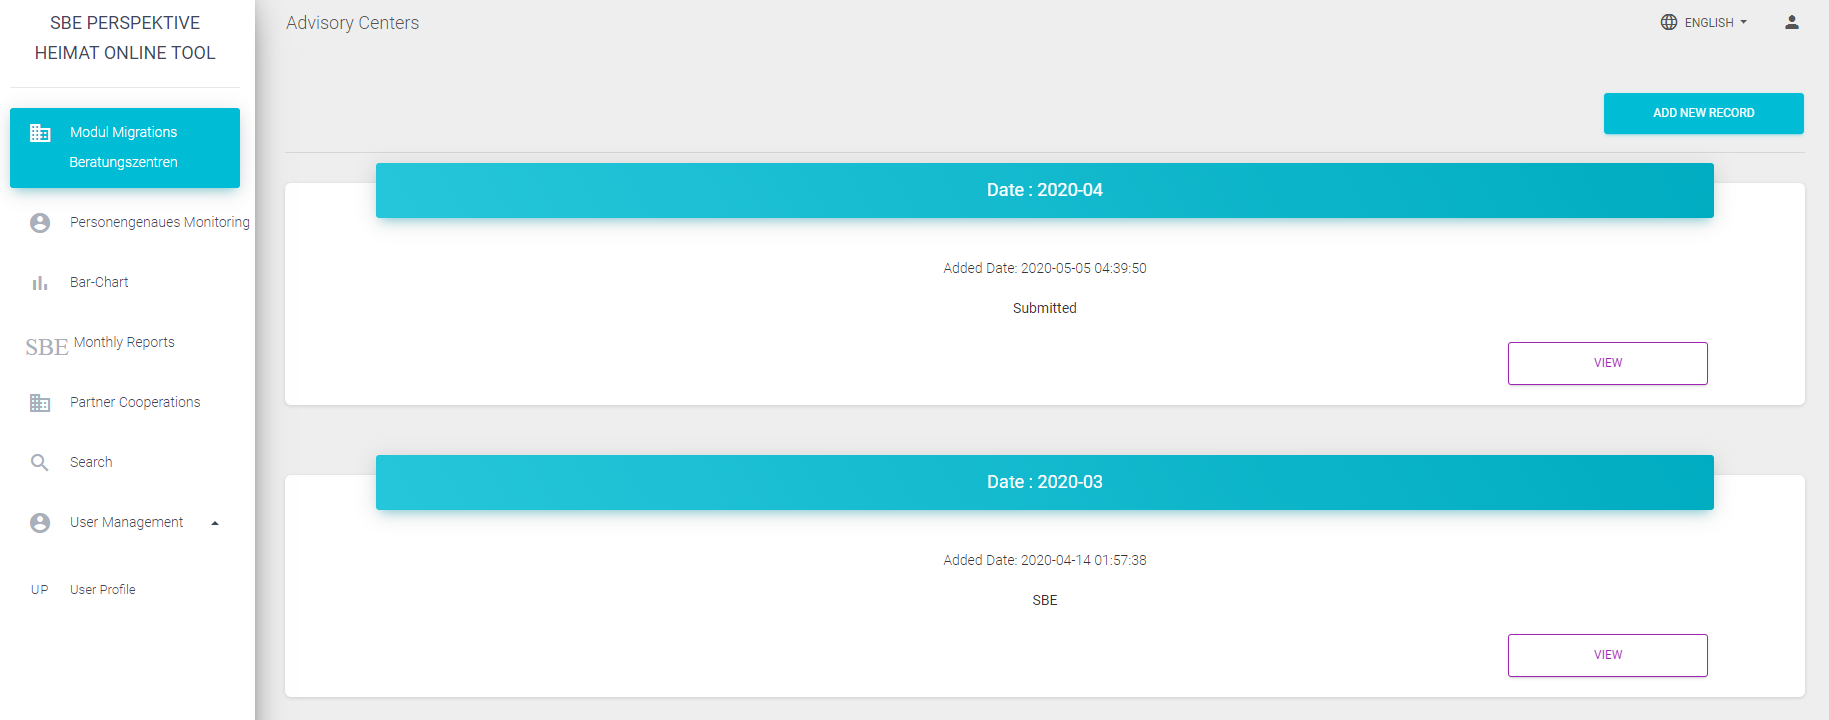 SBE PERSPEKTIVE
HEIMAT ONLINE TOOL
Modul Migrations
Beratungszentren
Personengenaues Monitoring
Bar-Chart
SBE Monthly Reports
Partner Cooperations
Search
User Management
UP User Profile
Advisory Centers
ENGLISH
ADD NEW RECORD
Date : 2020-04
Added Date: 2020-05-05 04:39:50
Submitted
VIEW
Date : 2020-03
Added Date: 2020-04-14 01:57:38
SBE
VIEW